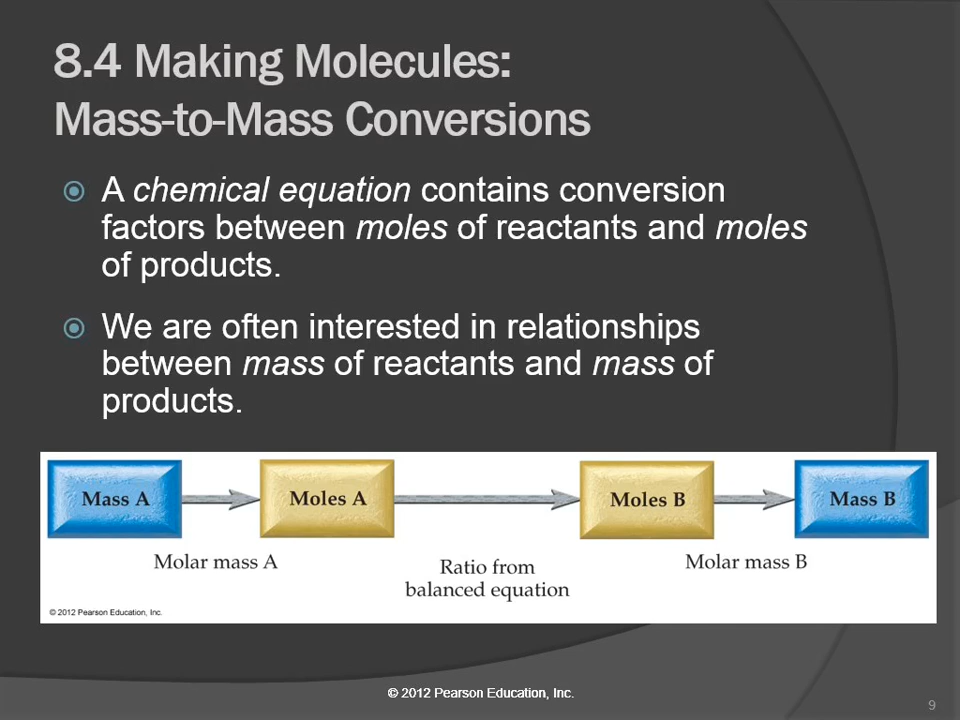 8.4 Making Molecules:
Mass-to-Mass Conversions
A chemical equation contains conversion
factors between moles of reactants and moles
of products.
We are often interested in relationships
between mass of reactants and mass of
products.
Mass A
Moles A
Moles B
Mass B
Molar mass A
Ratio from
balanced equation
Molar mass B
© 2012 Pearson Education, Inc.
© 2012 Pearson Education, Inc.
9